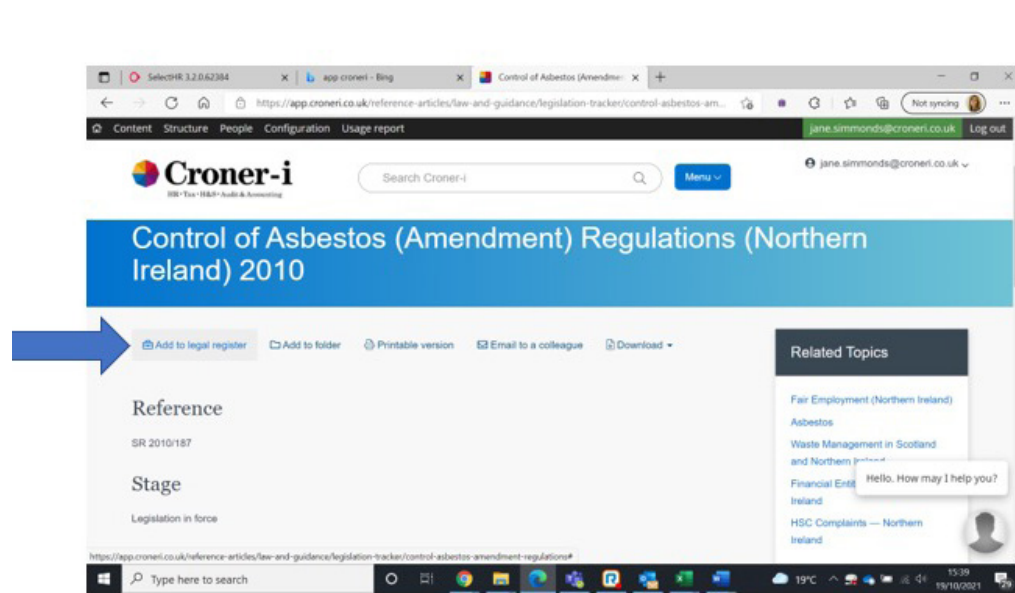 SelectHR 3.2.0.62384
app croneri - Bing
Control of Asbestos (Amendme
https://app.croneri.co.uk/reference-articles/law-and-guidance/legislation-tracker/control-asbestos-am...
Not syncing
Content Structure People Configuration Usage report
jane.simmonds@croneri.co.uk Log out
Croner-i
HR • Tax • H&S • Audit & Accounting
Search Croner-i
Menu
jane.simmonds@croneri.co.uk
Control of Asbestos (Amendment) Regulations (Northern
Ireland) 2010
Add to legal register Add to folder Printable version Email to a colleague Download
Related Topics
Reference
SR 2010/187
Stage
Legislation in force
Fair Employment (Northern Ireland)
Asbestos
Waste Management in Scotland
and Northern
Financial
Ireland
HSC Complaints — Northern
Ireland
Hello. How may I help you?
https://app.croneri.co.uk/reference-articles/law-and-guidance/legislation-tracker/control-asbestos-amendment-regulations#
Type here to search
19°C
15:39
19/10/2021
29